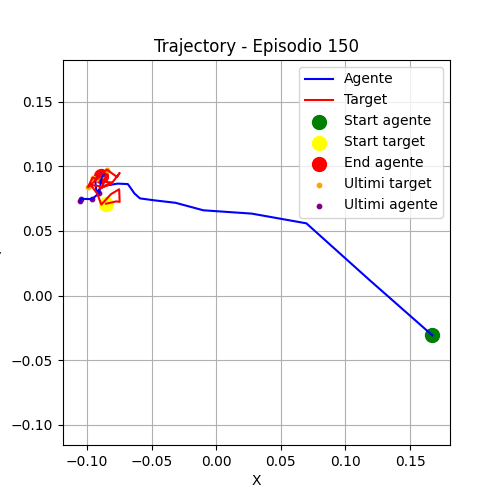 Trajectory - Episodio 150
Agente
Target
Start agente
Start target
End agente
Ultimi target
Ultimi agente
0.15
0.10
0.05
0.00
−0.05
−0.10
−0.10 −0.05 0.00 0.05 0.10 0.15
X